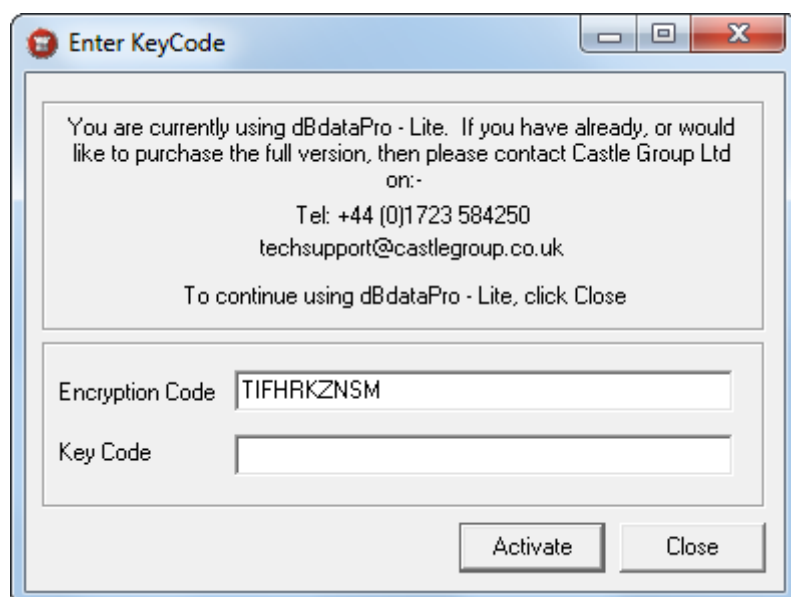 Enter KeyCode
You are currently using dBdataPro - Lite. If you have already, or would
like to purchase the full version, then please contact Castle Group Ltd
on:-
Tel: +44 (0)1723 584250
techsupport@castlegroup.co.uk
To continue using dBdataPro - Lite, click Close
Encryption Code TIFHRKZNSM
Key Code
Activate Close